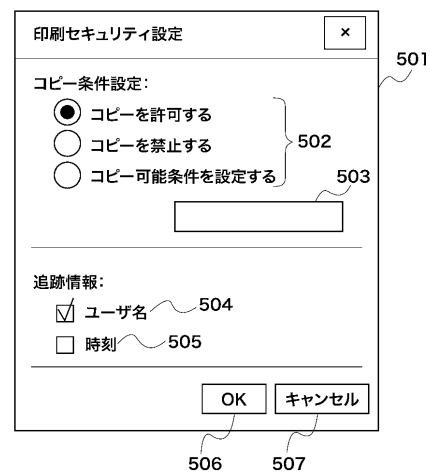 印刷セキュリティ設定 ×
501
コピー条件設定：
コピーを許可する
コピーを禁止する 502
コピー可能条件を設定する
503
追跡情報：
ユーザ名 504
時刻 505
OK キャンセル
506 507